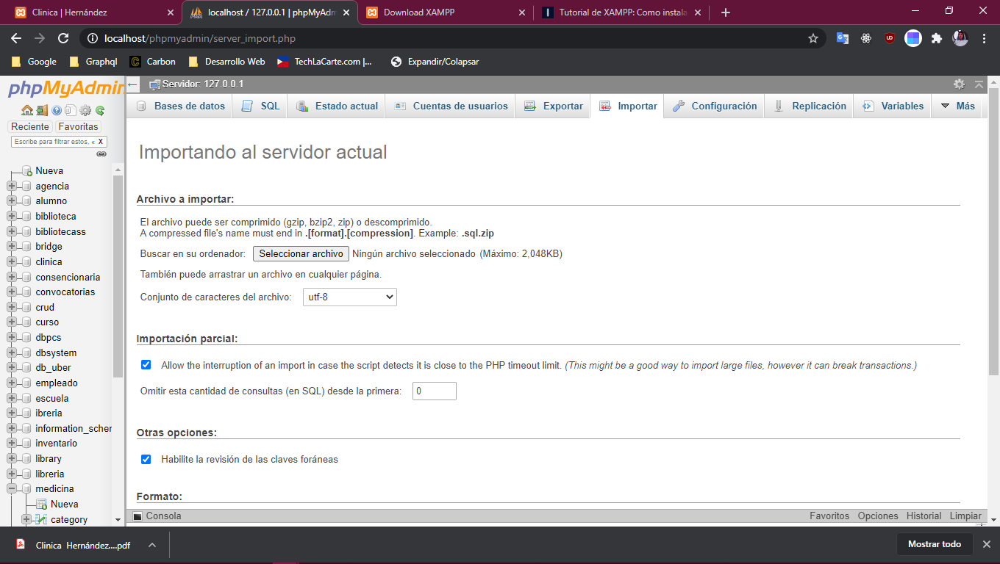 Clinica | Hernández
localhost / 127.0.0.1 | phpMyAdm
Download XAMPP
Tutorial de XAMPP: Como instala
localhost/phpmyadmin/server_import.php
Google
Graphql
Carbon
Desarrollo Web
TechLaCarte.com |...
Expandir/Colapsar
phpMyAdmin
Reciente Favoritas
Escribe para filtrar estos, « X
Nueva
agencia
alumno
biblioteca
bibliotecass
bridge
clinica
consencionaria
convocatorias
crud
curso
dbpcs
dbsystem
db_uber
empleado
escuela
ibreria
information_scher
inventario
library
libreria
medicina
Nueva
category
Servidor: 127.0.0.1
Bases de datos
SQL
Estado actual
Cuentas de usuarios
Exportar
Importar
Configuración
Replicación
Variables
Más
Importando al servidor actual
Archivo a importar:
El archivo puede ser comprimido (gzip, bzip2, zip) o descomprimido.
A compressed file's name must end in .[format].[compression]. Example: .sql.zip
Buscar en su ordenador: Seleccionar archivo Ningún archivo seleccionado (Máximo: 2,048KB)
También puede arrastrar un archivo en cualquier página.
Conjunto de caracteres del archivo: utf-8
Importación parcial:
Allow the interruption of an import in case the script detects it is close to the PHP timeout limit. (This might be a good way to import large files, however it can break transactions.)
Omitir esta cantidad de consultas (en SQL) desde la primera: 0
Otras opciones:
Habilite la revisión de las claves foráneas
Formato:
Consola
Favoritos Opciones Historial Limpiar
Clinica Hernández....pdf
Mostrar todo